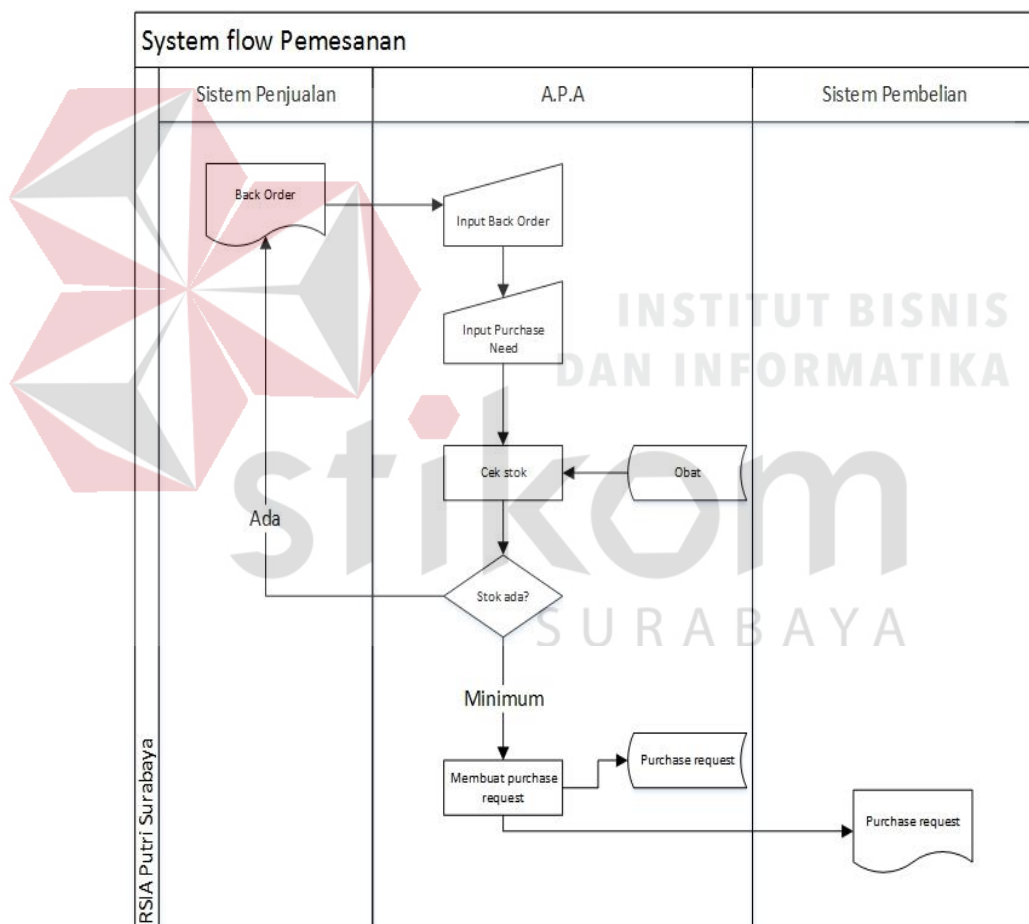 System flow Pemesanan
Sistem Penjualan
A.P.A
Sistem Pembelian
Back Order
Input Back Order
Input Purchase
Need
INSTITUT BISNIS
DAN INFORMATIKA
Cek stok
Obat
stikom
Ada
Stok ada?
SURABAYA
Minimum
Purchase request
Membuat purchase
request
Purchase request
RSIA Putri Surabaya